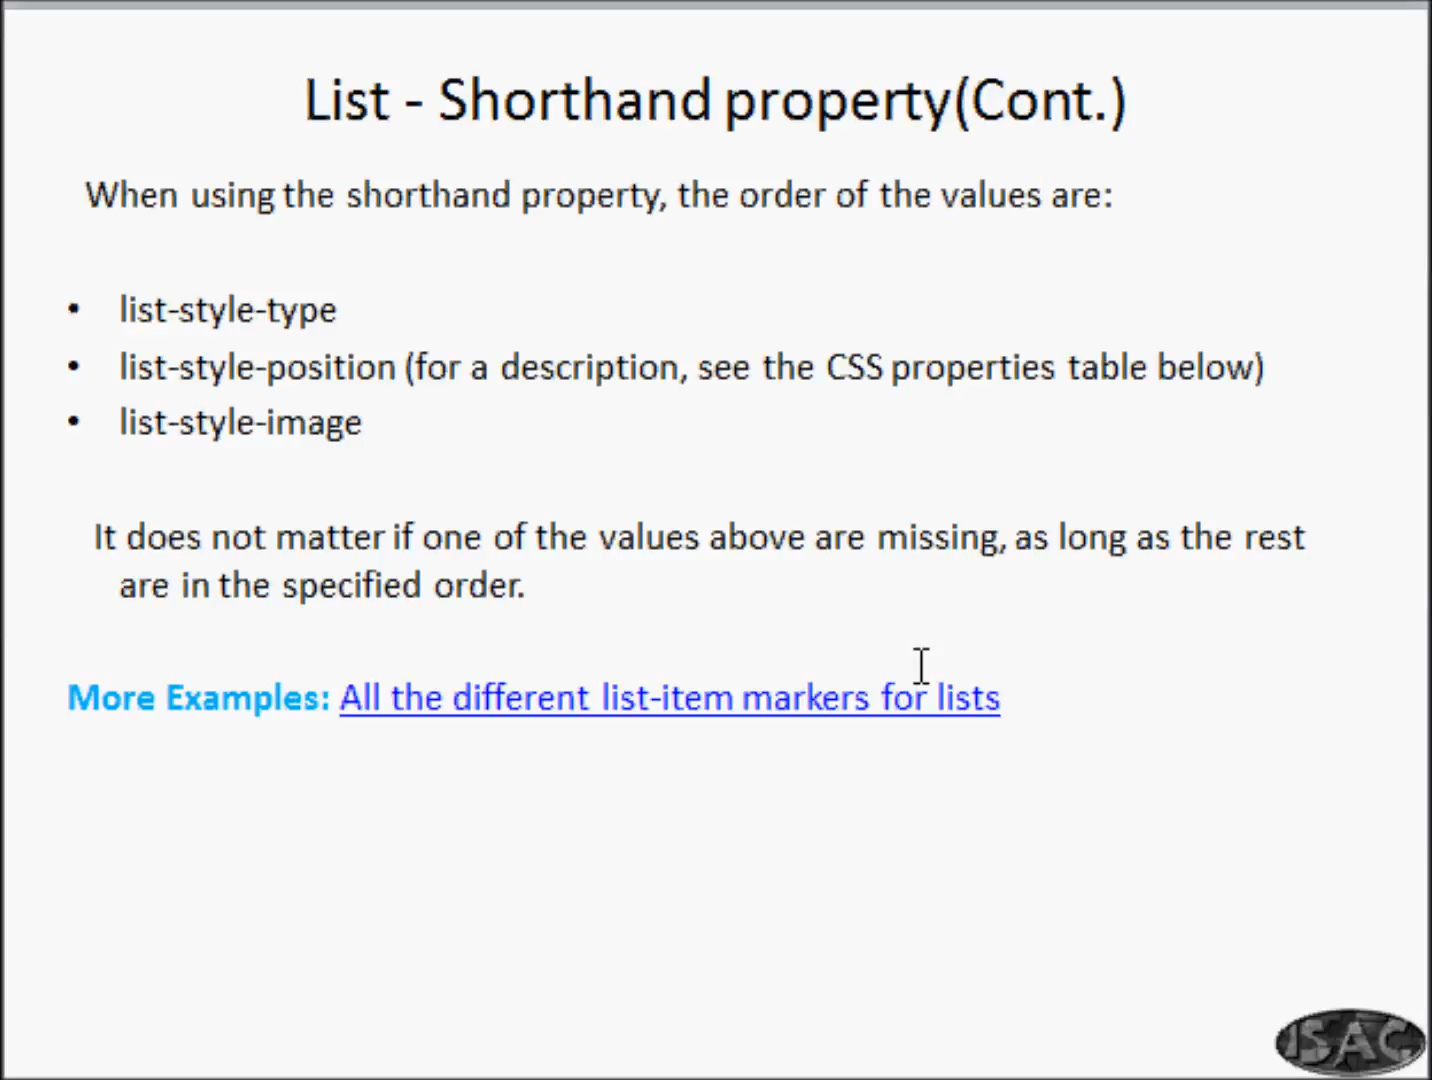 List - Shorthand property(Cont.)
When using the shorthand property, the order of the values are:
• list-style-type
• list-style-position (for a description, see the CSS properties table below)
• list-style-image
It does not matter if one of the values above are missing, as long as the rest
are in the specified order.
More Examples: All the different list-item markers for lists
ISAC